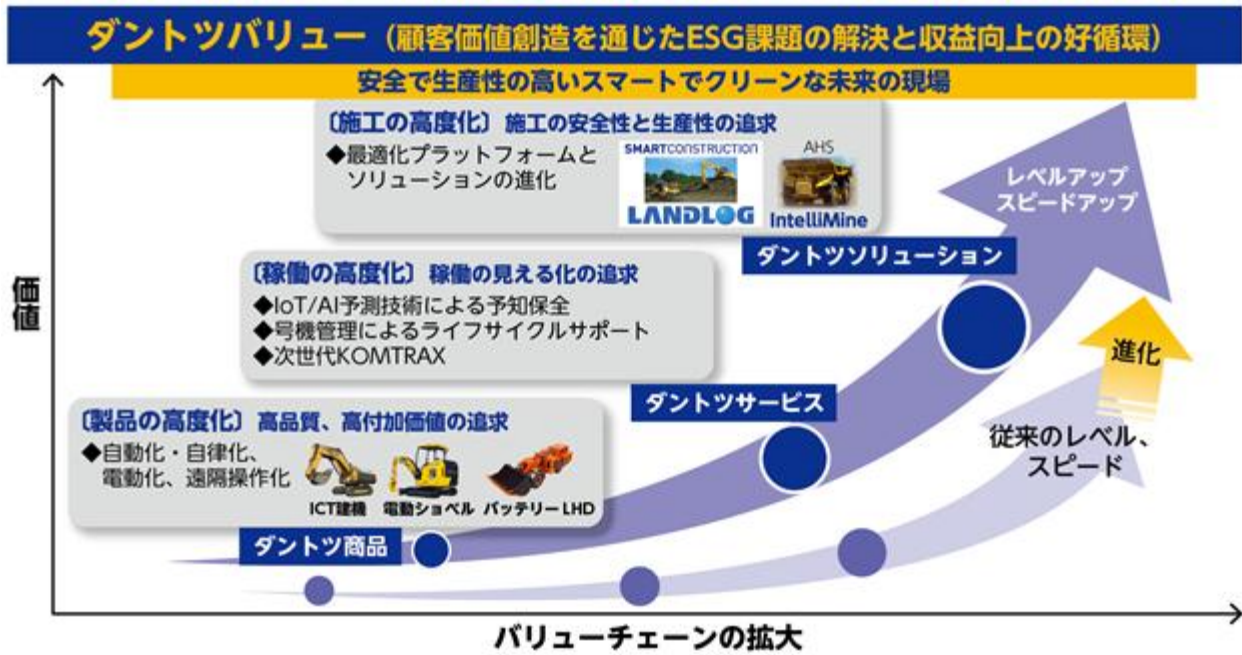 ダントツバリュー（顧客価値創造を通じたESG課題の解決と収益向上の好循環）
安全で生産性の高いスマートでクリーンな未来の現場
〔施工の高度化〕施工の安全性と生産性の追求
◆最適化プラットフォームと
ソリューションの進化
SMARTCONSTRUCTION
LANDLOG
AHS
IntelliMine
レベルアップ
スピードアップ
ダントツソリューション
〔稼働の高度化〕稼働の見える化の追求
◆IoT/AI予測技術による予知保全
◆号機管理によるライフサイクルサポート
◆次世代KOMTRAX
価値
進化
ダントツサービス
〔製品の高度化〕高品質、高付加価値の追求
◆自動化・自律化、
電動化、遠隔操作化
ICT建機
電動ショベル
バッテリーLHD
従来のレベル、
スピード
ダントツ商品
バリューチェーンの拡大